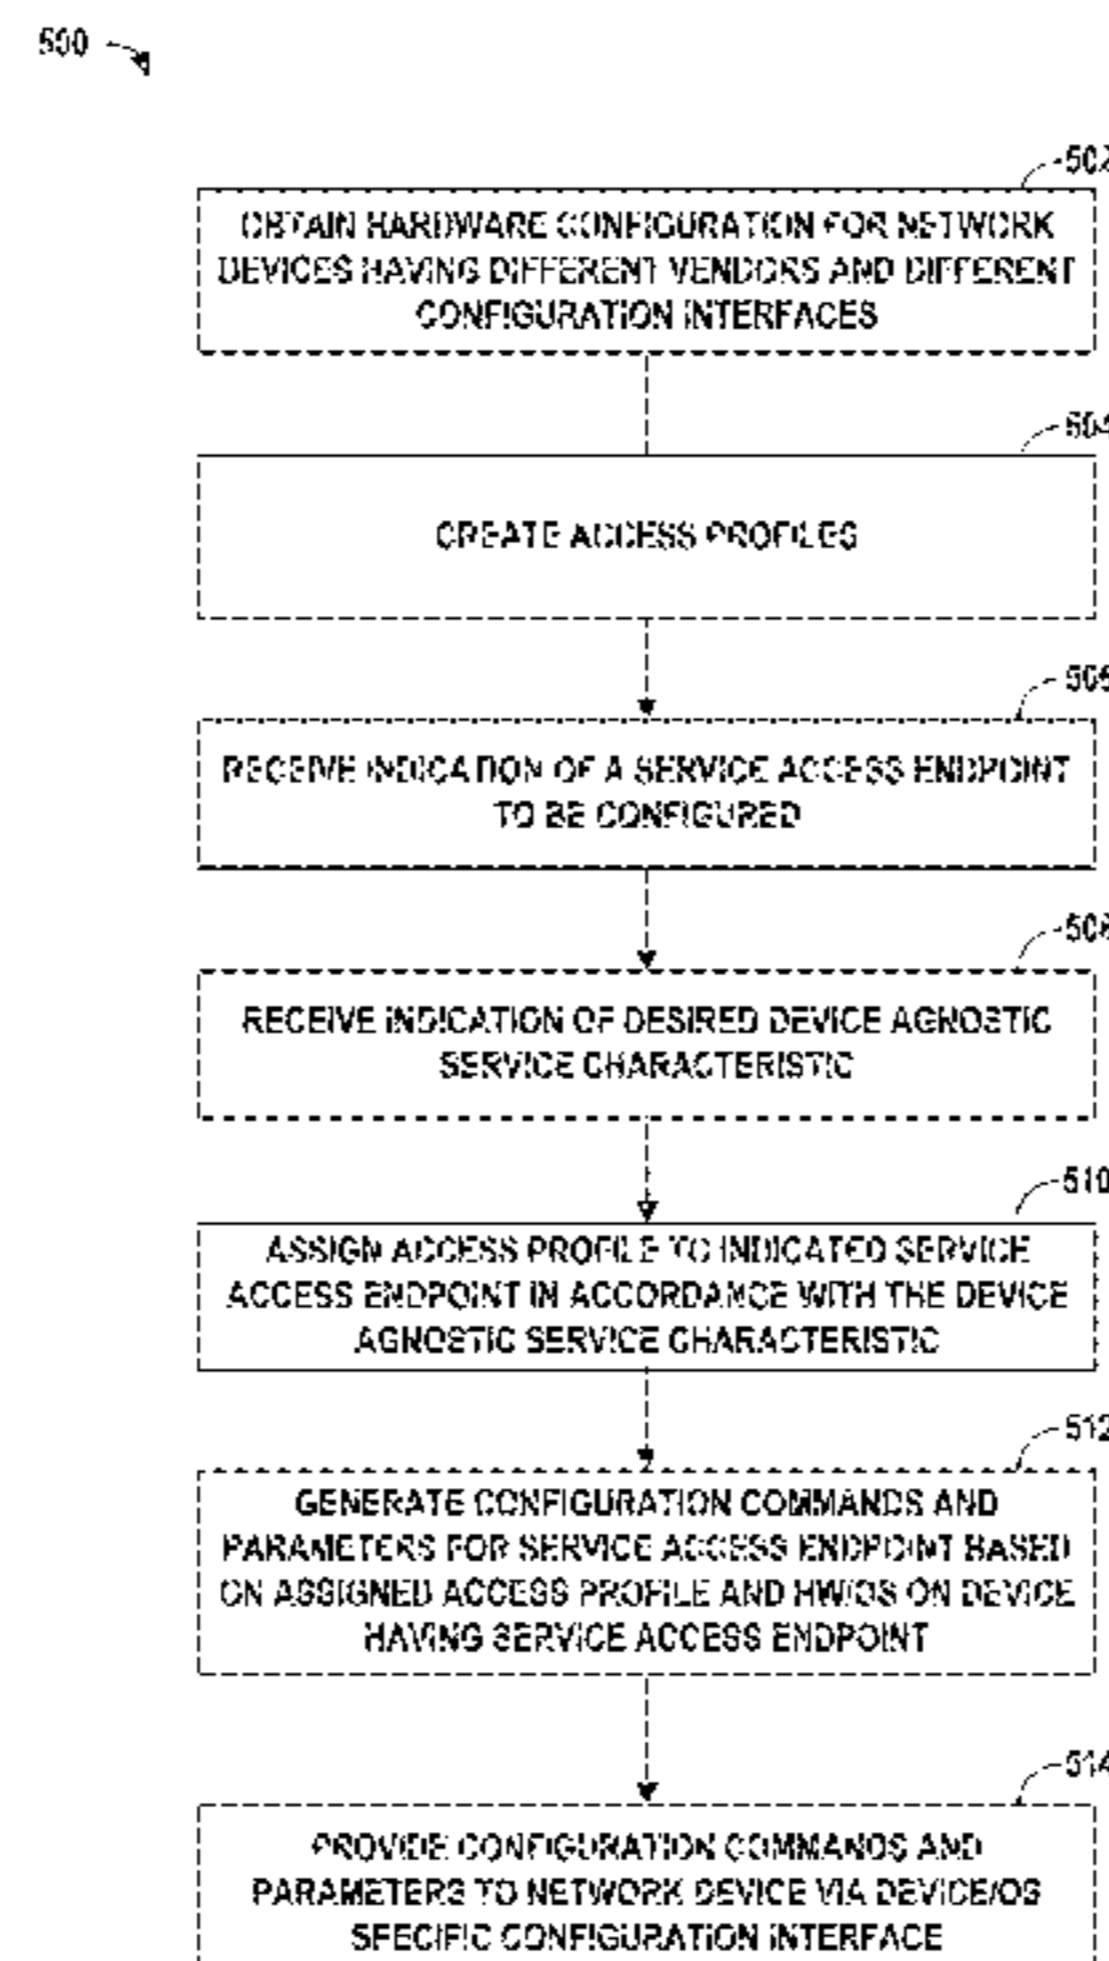 500
502
OBTAIN HARDWARE CONFIGURATION FOR NETWORK
DEVICES HAVING DIFFERENT VENDORS AND DIFFERENT
CONFIGURATION INTERFACES
504
CREATE ACCESS PROFILES
506
RECEIVE INDICATION OF A SERVICE ACCESS ENDPOINT
TO BE CONFIGURED
508
RECEIVE INDICATION OF DESIRED DEVICE AGNOSTIC
SERVICE CHARACTERISTIC
510
ASSIGN ACCESS PROFILE TO INDICATED SERVICE
ACCESS ENDPOINT IN ACCORDANCE WITH THE DEVICE
AGNOSTIC SERVICE CHARACTERISTIC
512
GENERATE CONFIGURATION COMMANDS AND
PARAMETERS FOR SERVICE ACCESS ENDPOINT BASED
ON ASSIGNED ACCESS PROFILE AND HW/OS ON DEVICE
HAVING SERVICE ACCESS ENDPOINT
514
PROVIDE CONFIGURATION COMMANDS AND
PARAMETERS TO NETWORK DEVICE VIA DEVICE/OS
SPECIFIC CONFIGURATION INTERFACE